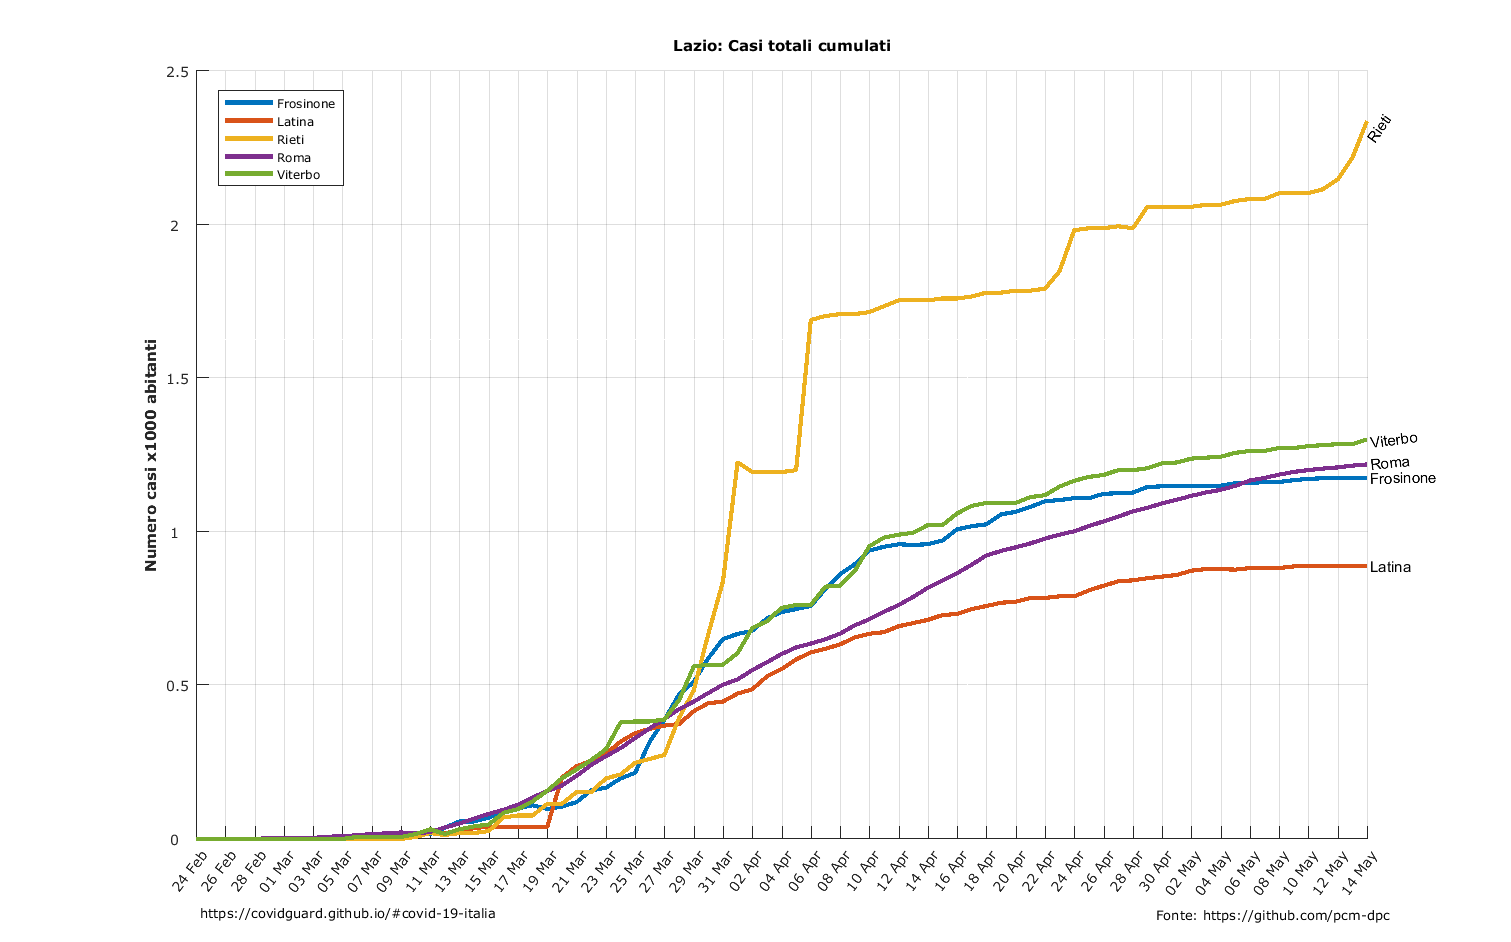 Lazio: Casi totali cumulati
Numero casi x1000 abitanti
2.5
2
1.5
1
0.5
0
Frosinone
Latina
Rieti
Roma
Viterbo
Rieti
Viterbo
Roma
Frosinone
Latina
24 Feb
26 Feb
28 Feb
01 Mar
03 Mar
05 Mar
07 Mar
09 Mar
11 Mar
13 Mar
15 Mar
17 Mar
19 Mar
21 Mar
23 Mar
25 Mar
27 Mar
29 Mar
31 Mar
02 Apr
04 Apr
06 Apr
08 Apr
10 Apr
12 Apr
14 Apr
16 Apr
18 Apr
20 Apr
22 Apr
24 Apr
26 Apr
28 Apr
30 Apr
02 May
04 May
06 May
08 May
10 May
12 May
14 May
https://covidguard.github.io/#covid-19-italia
Fonte: https://github.com/pcm-dpc